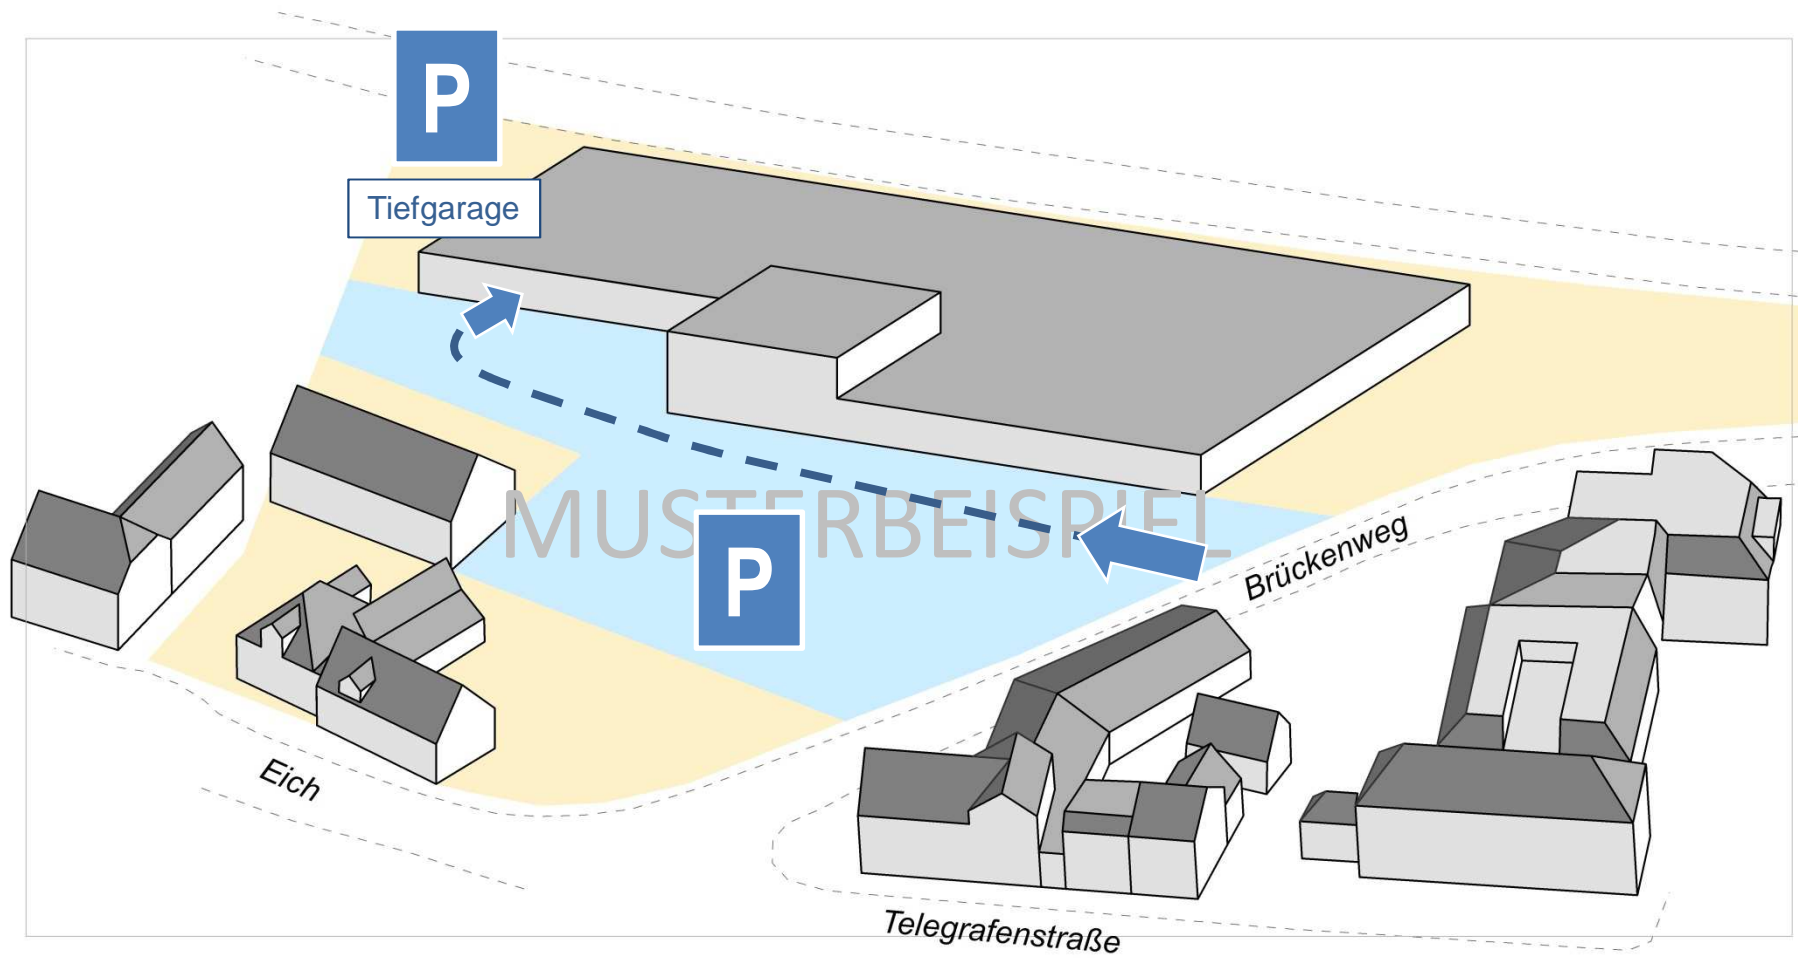 P
Tiefgarage
MUSTERBEISPIEL
P
Brückenweg
Eich
Telegrafenstraße